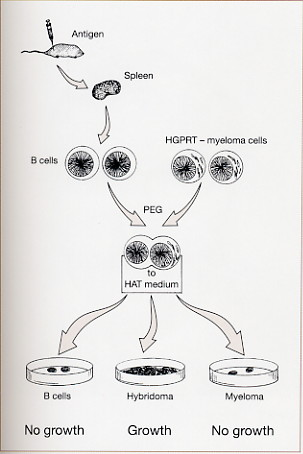 Antigen
Spleen
B cells
HGPRT – myeloma cells
PEG
to
HAT medium
B cells
Hybridoma
Myeloma
No growth
Growth
No growth